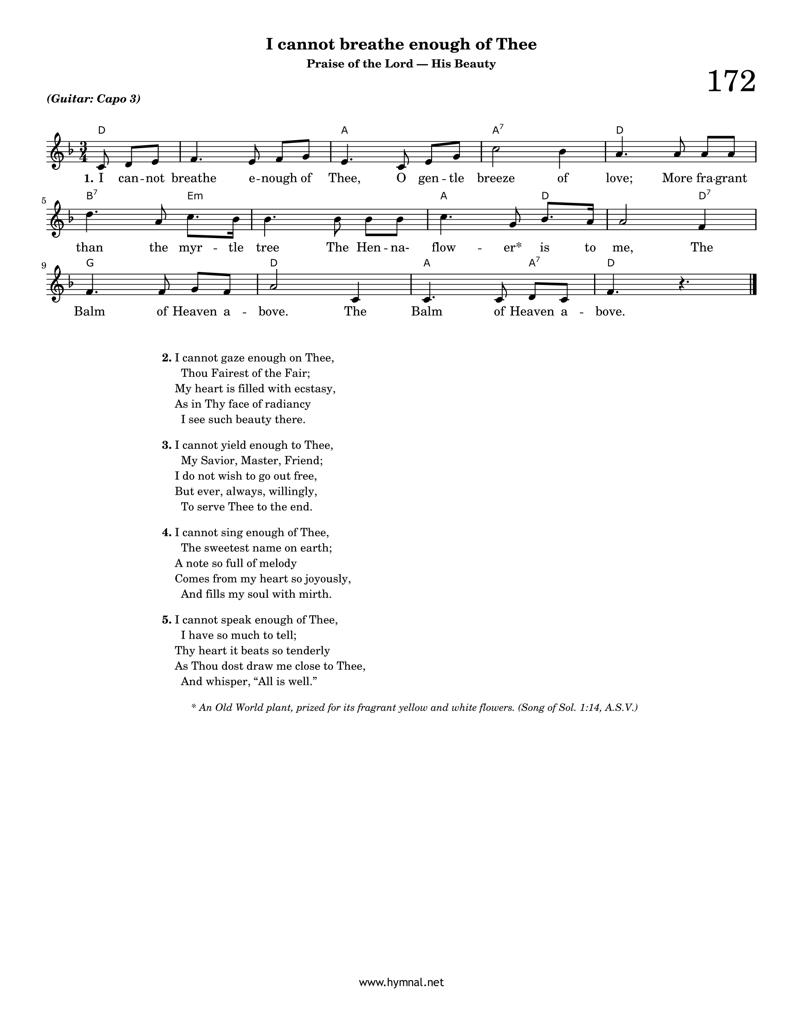 I cannot breathe enough of Thee
Praise of the Lord — His Beauty
172
(Guitar: Capo 3)
D A A7 D
3
4
1. I can - not breathe e - nough of Thee, O gen - tle breeze of love; More fra - grant
5
B7 Em A D D7
than the myr - tle tree The Hen - na- flow - er* is to me, The
9
G D A A7 D
Balm of Heaven a - bove. The Balm of Heaven a - bove.
2. I cannot gaze enough on Thee,
Thou Fairest of the Fair;
My heart is filled with ecstasy,
As in Thy face of radiancy
I see such beauty there.
3. I cannot yield enough to Thee,
My Savior, Master, Friend;
I do not wish to go out free,
But ever, always, willingly,
To serve Thee to the end.
4. I cannot sing enough of Thee,
The sweetest name on earth;
A note so full of melody
Comes from my heart so joyously,
And fills my soul with mirth.
5. I cannot speak enough of Thee,
I have so much to tell;
Thy heart it beats so tenderly
As Thou dost draw me close to Thee,
And whisper, “All is well.”
* An Old World plant, prized for its fragrant yellow and white flowers. (Song of Sol. 1:14, A.S.V.)
www.hymnal.net